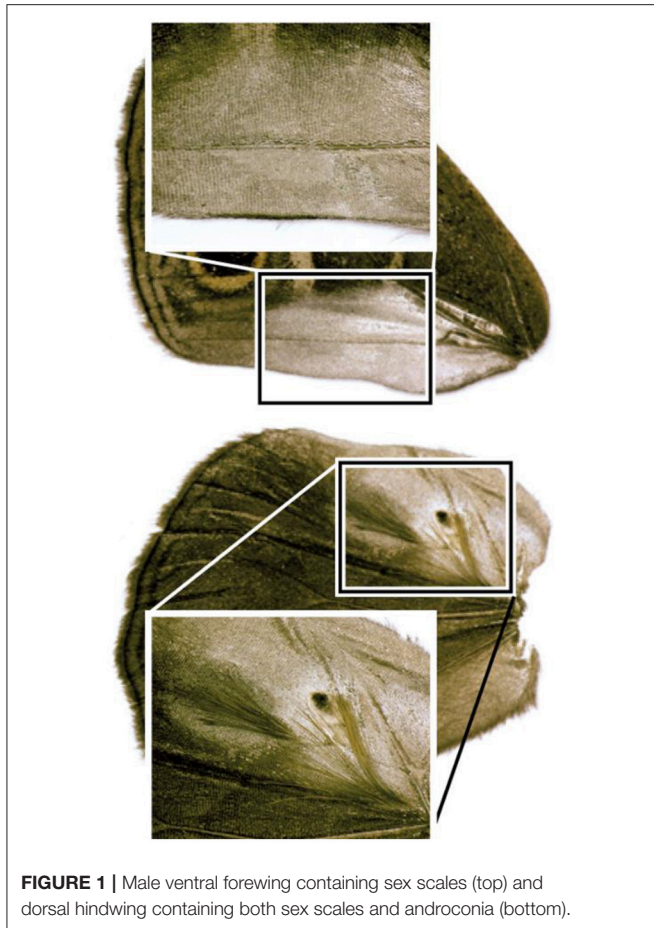 FIGURE 1 | Male ventral forewing containing sex scales (top) and
dorsal hindwing containing both sex scales and androconia (bottom).